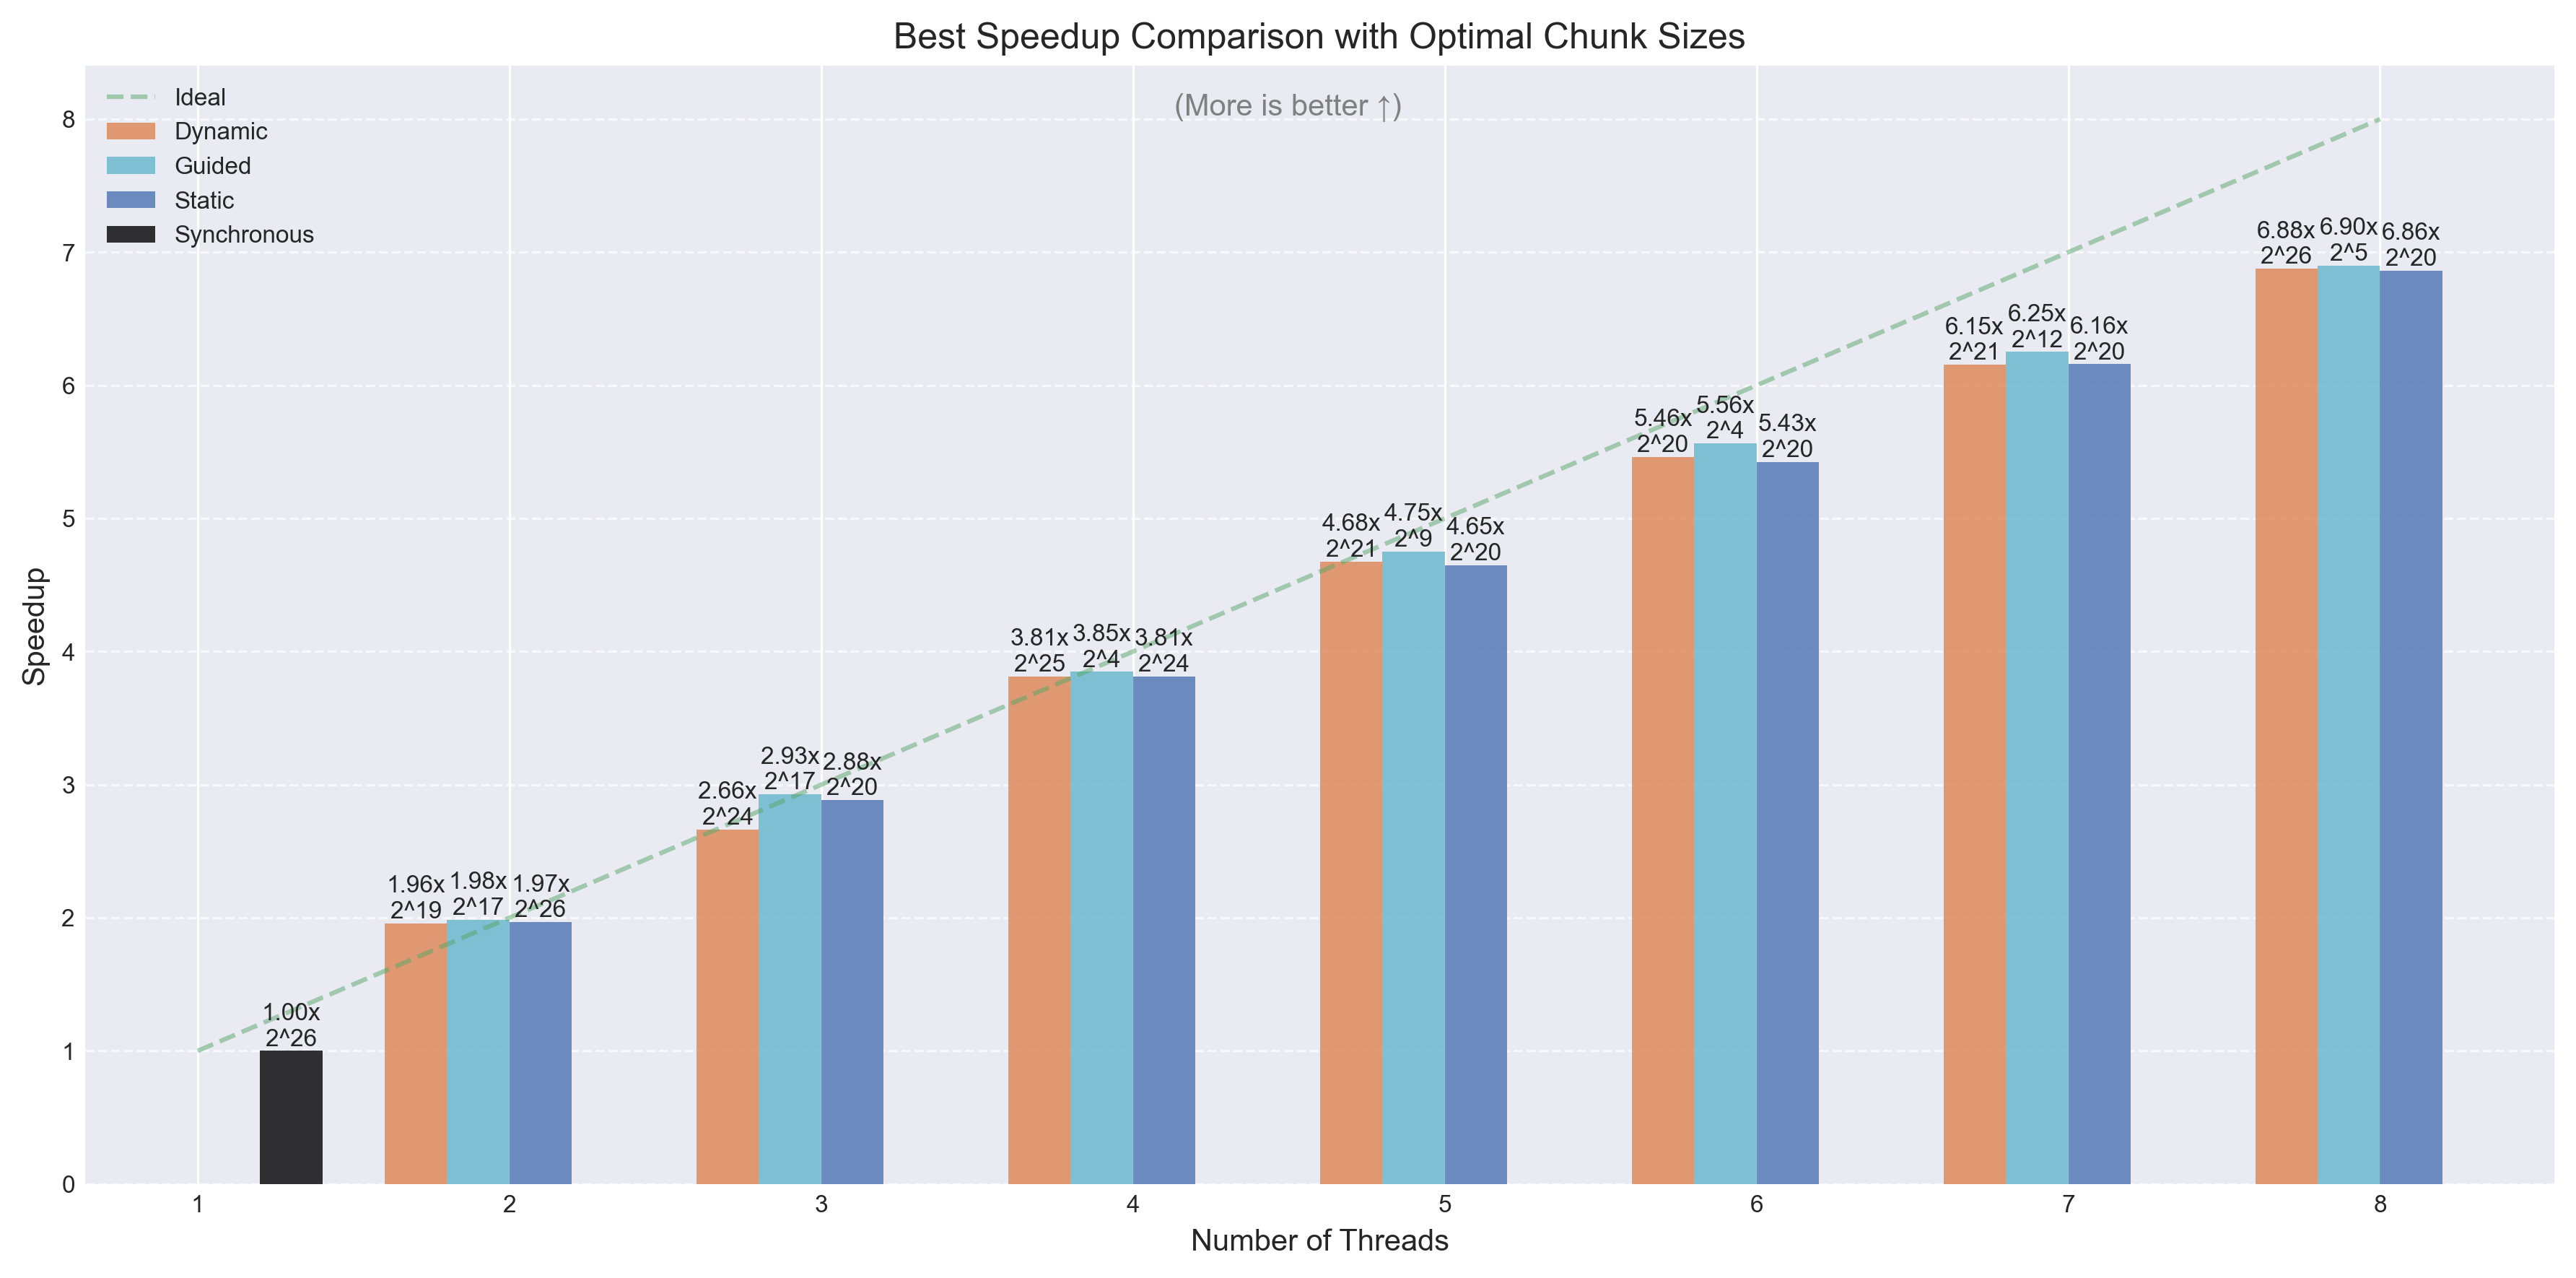 Best Speedup Comparison with Optimal Chunk Sizes
(More is better ↑)
Ideal
Dynamic
Guided
Static
Synchronous
Speedup
8
7
6
5
4
3
2
1
0
1.00x
2^26
1.96x
2^19
1.98x
2^17
1.97x
2^26
2.66x
2^24
2.93x
2^17
2.88x
2^20
3.81x
2^25
3.85x
2^4
3.81x
2^24
4.68x
2^21
4.75x
2^9
4.65x
2^20
5.46x
2^20
5.56x
2^4
5.43x
2^20
6.15x
2^21
6.25x
2^12
6.16x
2^20
6.88x
2^26
6.90x
2^5
6.86x
2^20
1 2 3 4 5 6 7 8
Number of Threads